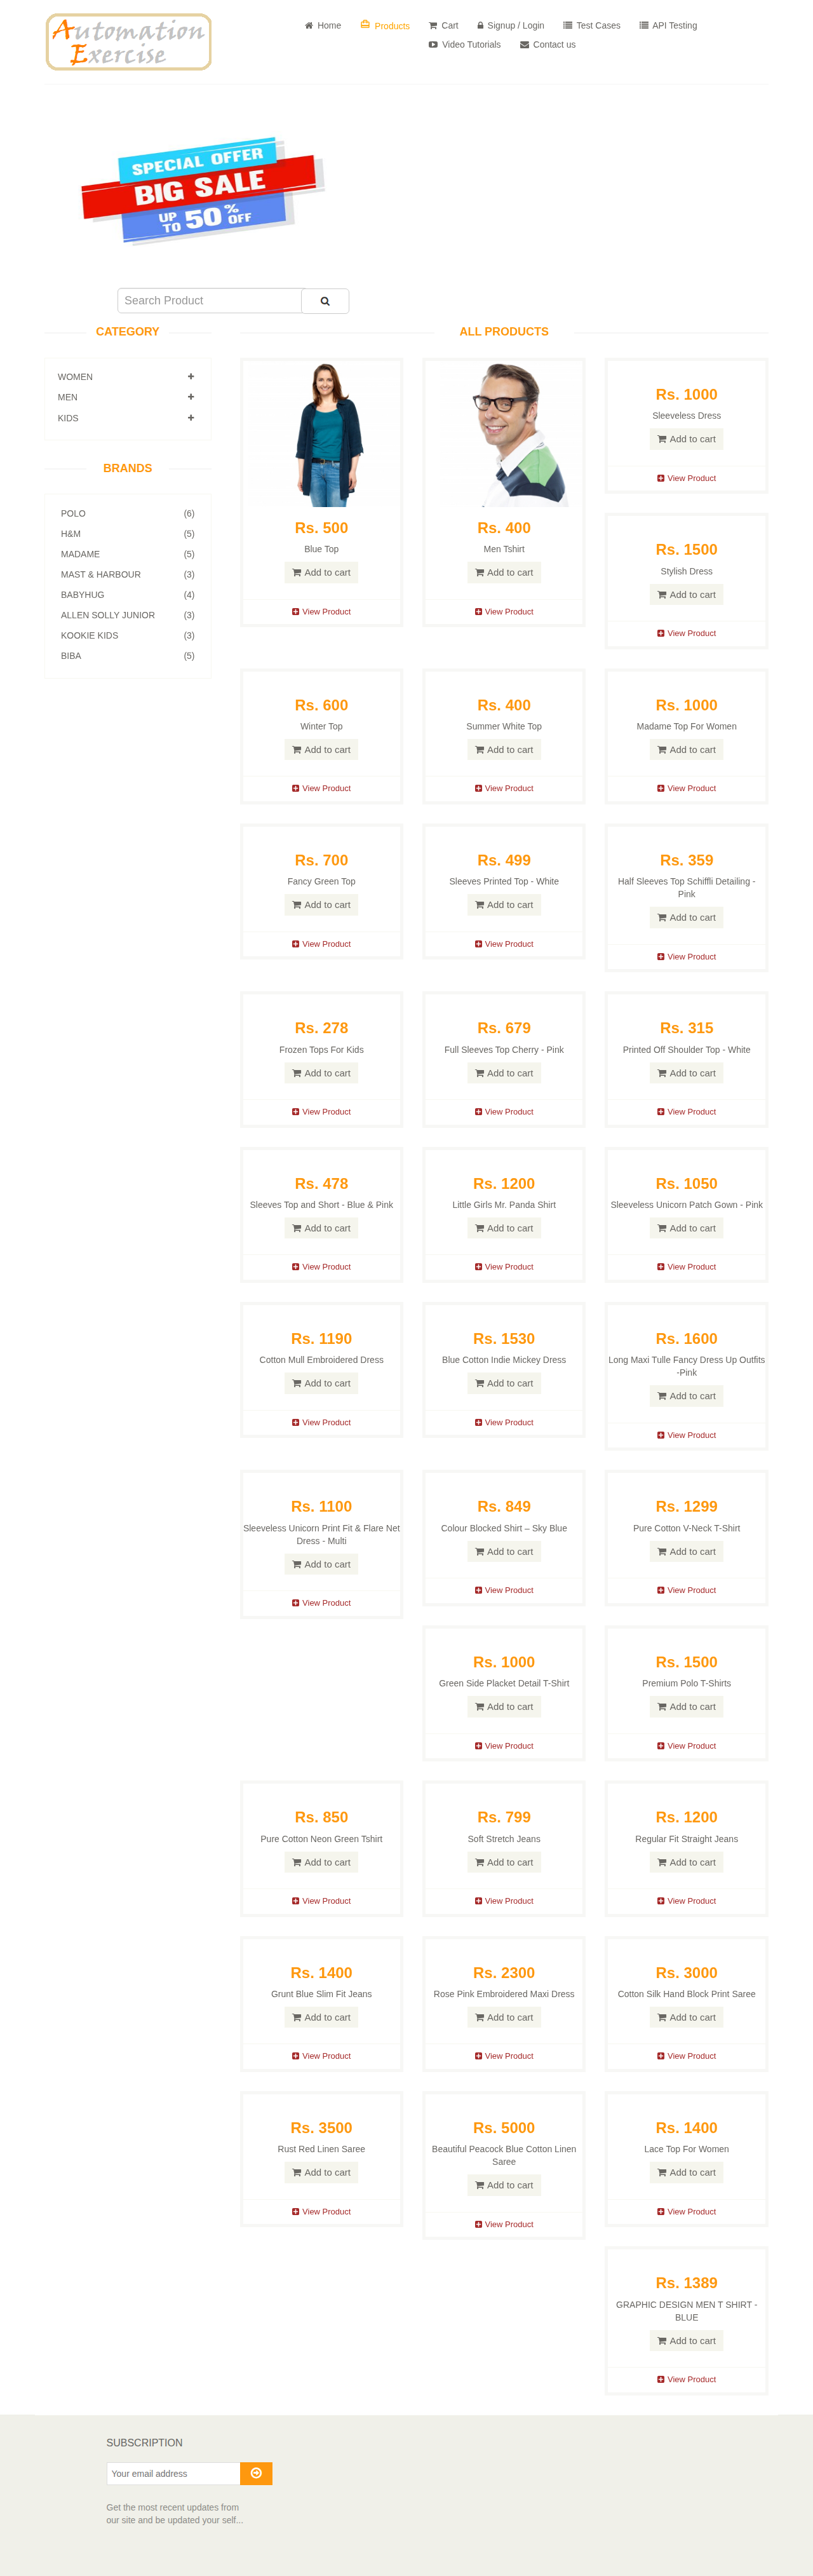 Automation
Exercise
Home
Products
Cart
Signup / Login
Test Cases
API Testing
Video Tutorials
Contact us
SPECIAL OFFER
BIG SALE
UP TO 50% OFF
Search Product
CATEGORY
WOMEN
MEN
KIDS
BRANDS
POLO (6)
H&M (5)
MADAME (5)
MAST & HARBOUR (3)
BABYHUG (4)
ALLEN SOLLY JUNIOR (3)
KOOKIE KIDS (3)
BIBA (5)
ALL PRODUCTS
Rs. 500
Blue Top
Add to cart
View Product
Rs. 400
Men Tshirt
Add to cart
View Product
Rs. 1000
Sleeveless Dress
Add to cart
View Product
Rs. 1500
Stylish Dress
Add to cart
View Product
Rs. 600
Winter Top
Add to cart
View Product
Rs. 400
Summer White Top
Add to cart
View Product
Rs. 1000
Madame Top For Women
Add to cart
View Product
Rs. 700
Fancy Green Top
Add to cart
View Product
Rs. 499
Sleeves Printed Top - White
Add to cart
View Product
Rs. 359
Half Sleeves Top Schiffli Detailing -
Pink
Add to cart
View Product
Rs. 278
Frozen Tops For Kids
Add to cart
View Product
Rs. 679
Full Sleeves Top Cherry - Pink
Add to cart
View Product
Rs. 315
Printed Off Shoulder Top - White
Add to cart
View Product
Rs. 478
Sleeves Top and Short - Blue & Pink
Add to cart
View Product
Rs. 1200
Little Girls Mr. Panda Shirt
Add to cart
View Product
Rs. 1050
Sleeveless Unicorn Patch Gown - Pink
Add to cart
View Product
Rs. 1190
Cotton Mull Embroidered Dress
Add to cart
View Product
Rs. 1530
Blue Cotton Indie Mickey Dress
Add to cart
View Product
Rs. 1600
Long Maxi Tulle Fancy Dress Up Outfits
-Pink
Add to cart
View Product
Rs. 1100
Sleeveless Unicorn Print Fit & Flare Net
Dress - Multi
Add to cart
View Product
Rs. 849
Colour Blocked Shirt – Sky Blue
Add to cart
View Product
Rs. 1299
Pure Cotton V-Neck T-Shirt
Add to cart
View Product
Rs. 1000
Green Side Placket Detail T-Shirt
Add to cart
View Product
Rs. 1500
Premium Polo T-Shirts
Add to cart
View Product
Rs. 850
Pure Cotton Neon Green Tshirt
Add to cart
View Product
Rs. 799
Soft Stretch Jeans
Add to cart
View Product
Rs. 1200
Regular Fit Straight Jeans
Add to cart
View Product
Rs. 1400
Grunt Blue Slim Fit Jeans
Add to cart
View Product
Rs. 2300
Rose Pink Embroidered Maxi Dress
Add to cart
View Product
Rs. 3000
Cotton Silk Hand Block Print Saree
Add to cart
View Product
Rs. 3500
Rust Red Linen Saree
Add to cart
View Product
Rs. 5000
Beautiful Peacock Blue Cotton Linen
Saree
Add to cart
View Product
Rs. 1400
Lace Top For Women
Add to cart
View Product
Rs. 1389
GRAPHIC DESIGN MEN T SHIRT -
BLUE
Add to cart
View Product
SUBSCRIPTION
Your email address
Get the most recent updates from
our site and be updated your self...